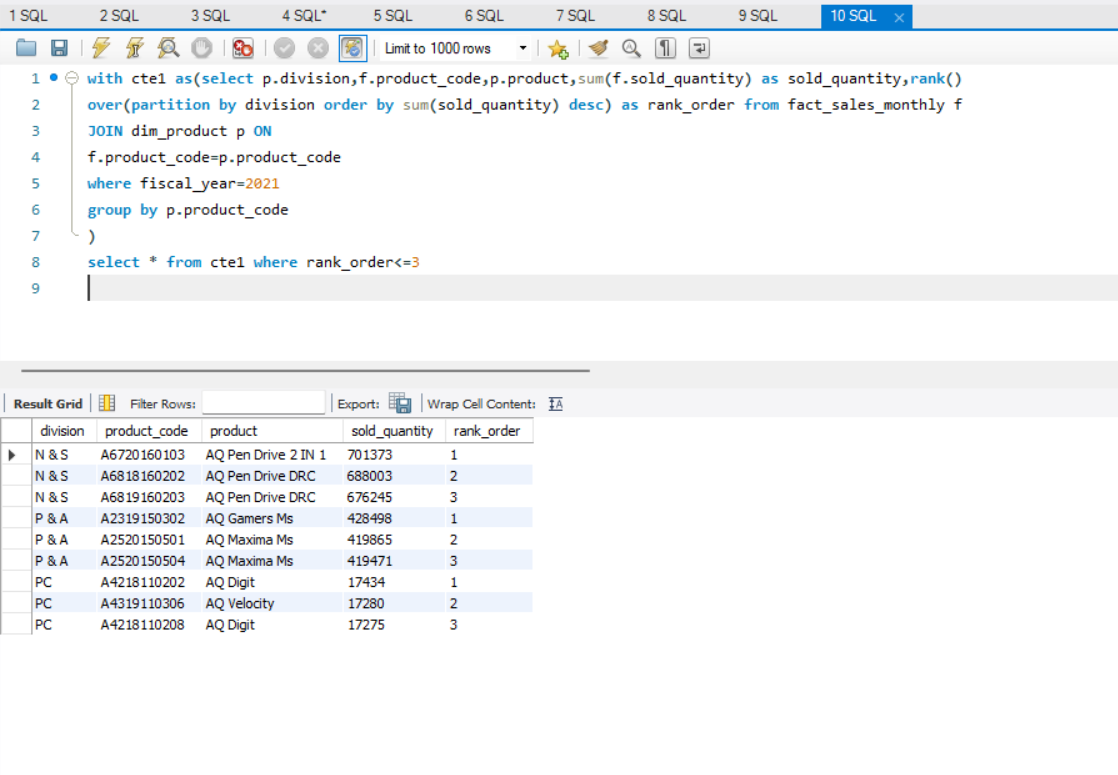 1 SQL 2 SQL 3 SQL 4 SQL* 5 SQL 6 SQL 7 SQL 8 SQL 9 SQL 10 SQL ×
Limit to 1000 rows
1 with cte1 as(select p.division,f.product_code,p.product,sum(f.sold_quantity) as sold_quantity,rank()
2 over(partition by division order by sum(sold_quantity) desc) as rank_order from fact_sales_monthly f
3 JOIN dim_product p ON
4 f.product_code=p.product_code
5 where fiscal_year=2021
6 group by p.product_code
7 )
8 select * from cte1 where rank_order<=3
9
Result Grid Filter Rows: Export: Wrap Cell Content: IA
division product_code product sold_quantity rank_order
N & S A6720160103 AQ Pen Drive 2 IN 1 701373 1
N & S A6818160202 AQ Pen Drive DRC 688003 2
N & S A6819160203 AQ Pen Drive DRC 676245 3
P & A A2319150302 AQ Gamers Ms 428498 1
P & A A2520150501 AQ Maxima Ms 419865 2
P & A A2520150504 AQ Maxima Ms 419471 3
PC A4218110202 AQ Digit 17434 1
PC A4319110306 AQ Velocity 17280 2
PC A4218110208 AQ Digit 17275 3